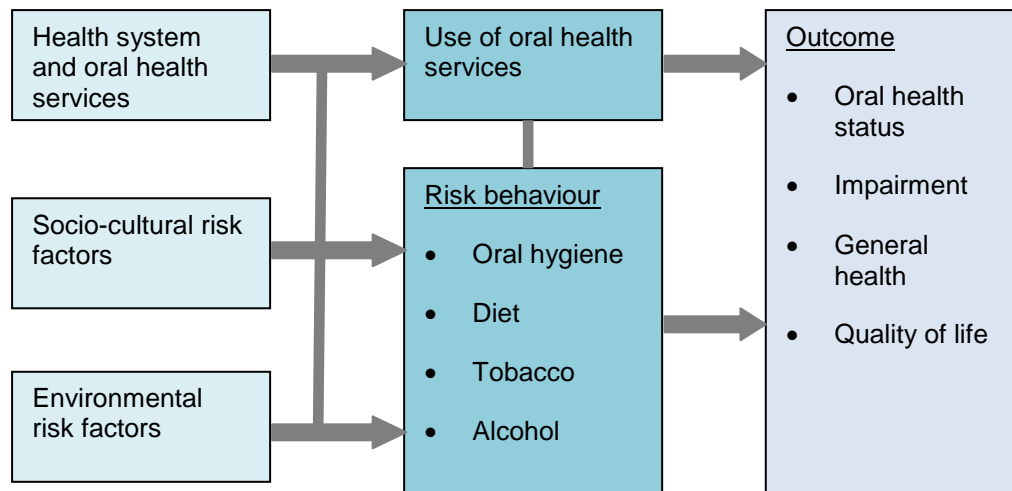 Health system
and oral health
services
Socio-cultural risk
factors
Environmental
risk factors
Use of oral health
services
Risk behaviour
• Oral hygiene
• Diet
• Tobacco
• Alcohol
Outcome
• Oral health
status
• Impairment
• General
health
• Quality of life